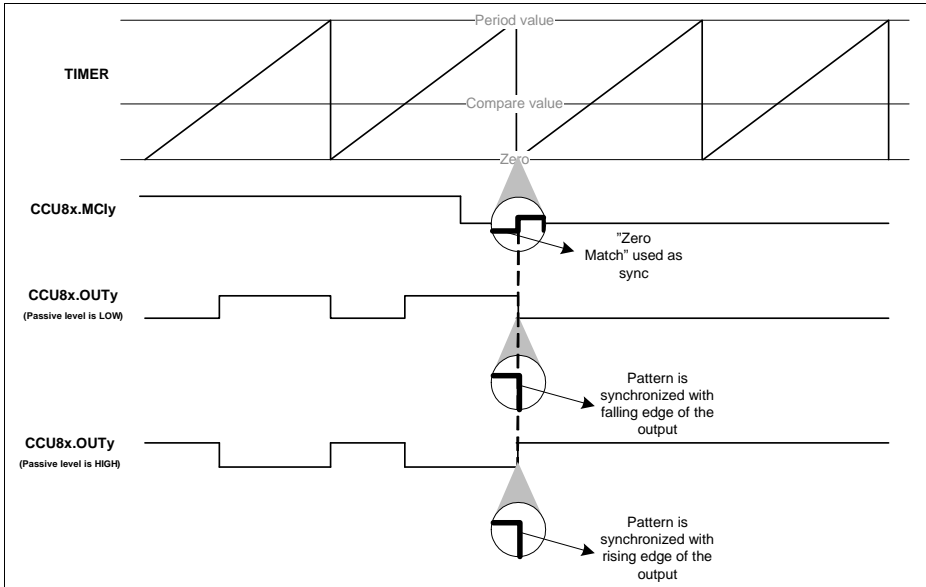 Period value
TIMER
Compare value
Zero
CCU8x.MCIy
"Zero
Match" used as
sync
CCU8x.OUTy
(Passive level is LOW)
Pattern is
synchronized with
falling edge of the
output
CCU8x.OUTy
(Passive level is HIGH)
Pattern is
synchronized with
rising edge of the
output